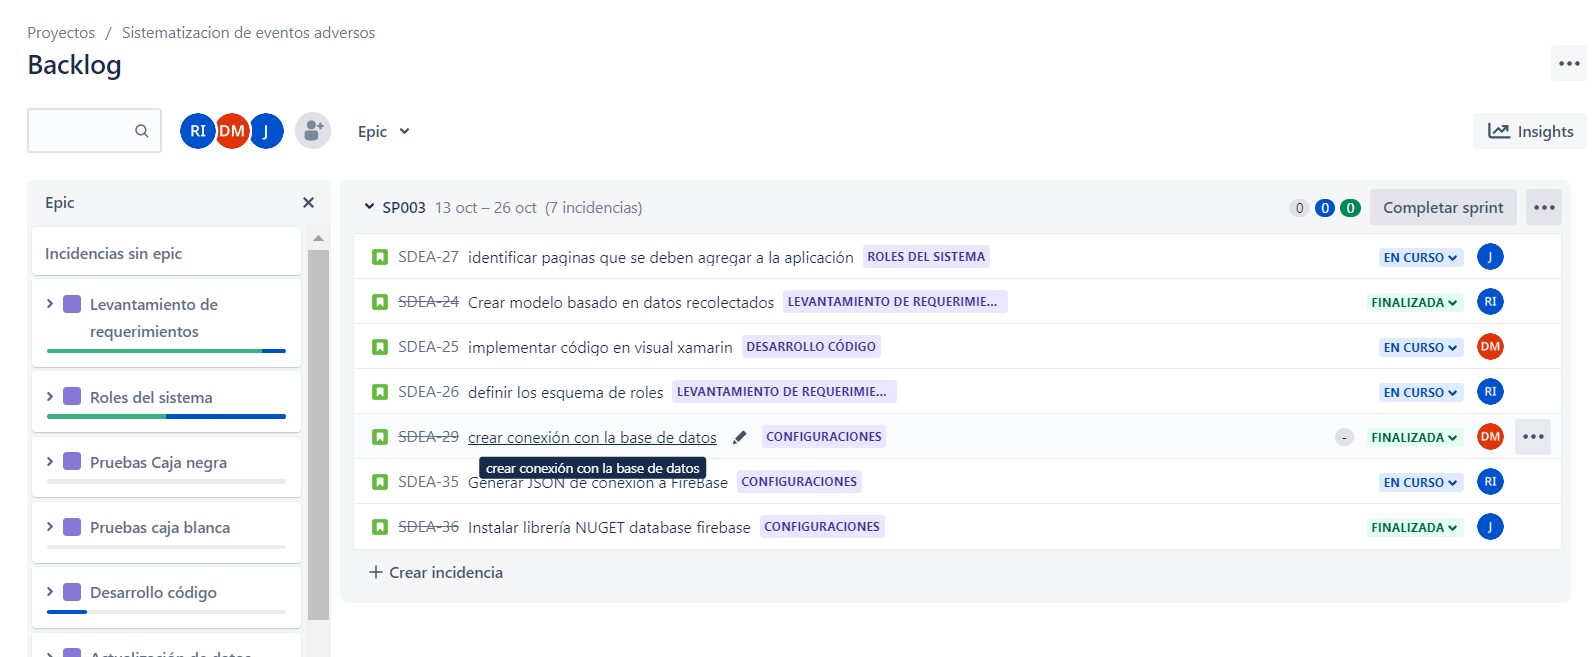 Proyectos / Sistematizacion de eventos adversos
Backlog
RI DM J
Epic
Insights
Epic
Incidencias sin epic
Levantamiento de
requerimientos
Roles del sistema
Pruebas Caja negra
Pruebas caja blanca
Desarrollo código
Actualización de datos
SP003 13 oct – 26 oct (7 incidencias) 0 0 0 Completar sprint
SDEA-27 identificar paginas que se deben agregar a la aplicación ROLES DEL SISTEMA EN CURSO J
SDEA-24 Crear modelo basado en datos recolectados LEVANTAMIENTO DE REQUERIMIE... FINALIZADA RI
SDEA-25 implementar código en visual xamarin DESARROLLO CÓDIGO EN CURSO DM
SDEA-26 definir los esquema de roles LEVANTAMIENTO DE REQUERIMIE... EN CURSO RI
SDEA-29 crear conexión con la base de datos CONFIGURACIONES - FINALIZADA DM
crear conexión con la base de datos
SDEA-35 Generar JSON de conexión a FireBase CONFIGURACIONES EN CURSO RI
SDEA-36 Instalar librería NUGET database firebase CONFIGURACIONES FINALIZADA J
+ Crear incidencia